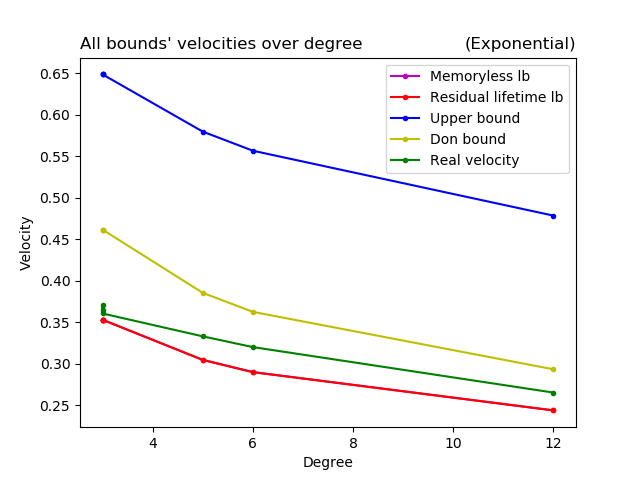 All bounds' velocities over degree (Exponential)
Memoryless lb
Residual lifetime lb
Upper bound
Don bound
Real velocity
0.65
0.60
0.55
0.50
0.45
0.40
0.35
0.30
0.25
Velocity
4 6 8 10 12
Degree